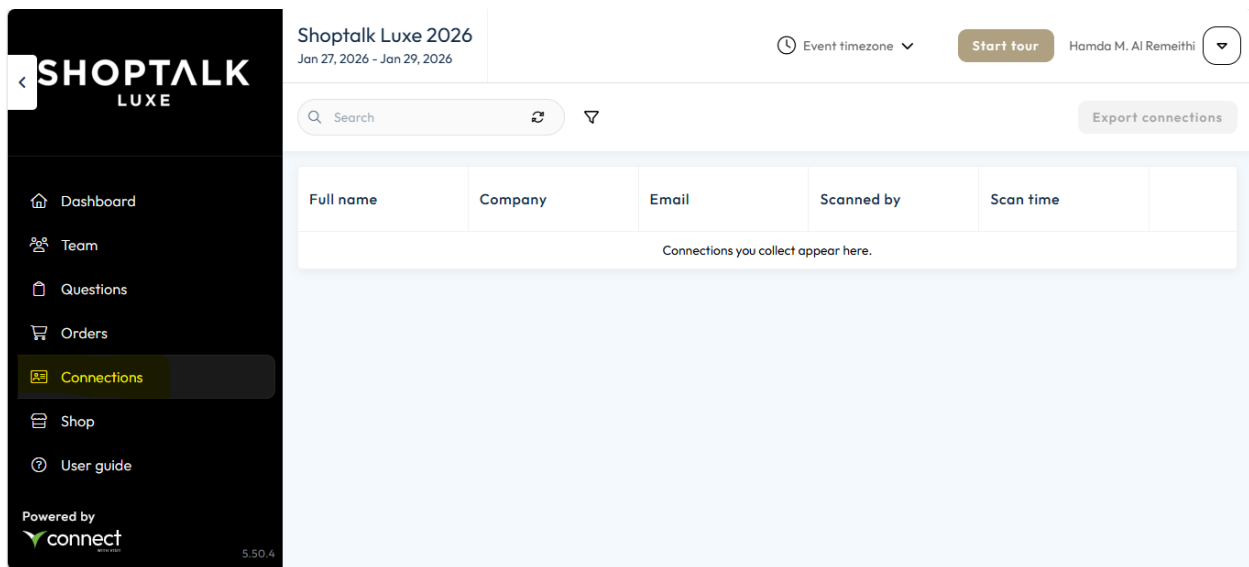 SHOPTALK
LUXE
Dashboard
Team
Questions
Orders
Connections
Shop
User guide
Powered by
connect
5.50.4
Shoptalk Luxe 2026
Jan 27, 2026 - Jan 29, 2026
Event timezone
Start tour
Hamda M. Al Remeithi
Search
Export connections
Full name Company Email Scanned by Scan time
Connections you collect appear here.